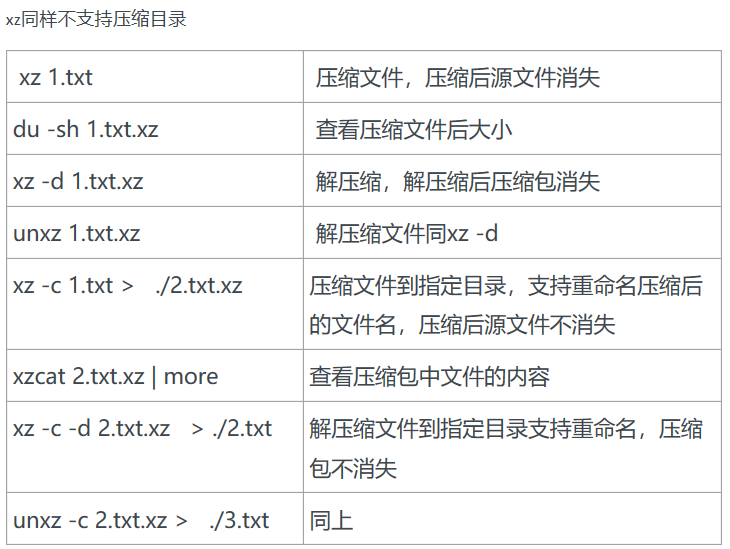 xz同样不支持压缩目录
xz 1.txt
压缩文件，压缩后源文件消失
du -sh 1.txt.xz
查看压缩文件后大小
xz -d 1.txt.xz
解压缩，解压缩后压缩包消失
unxz 1.txt.xz
解压缩文件同xz -d
xz -c 1.txt >   ./2.txt.xz
压缩文件到指定目录，支持重命名压缩后
的文件名，压缩后源文件不消失
xzcat 2.txt.xz | more
查看压缩包中文件的内容
xz -c -d 2.txt.xz   > ./2.txt
解压缩文件到指定目录支持重命名，压缩
包不消失
unxz -c 2.txt.xz >   ./3.txt
同上